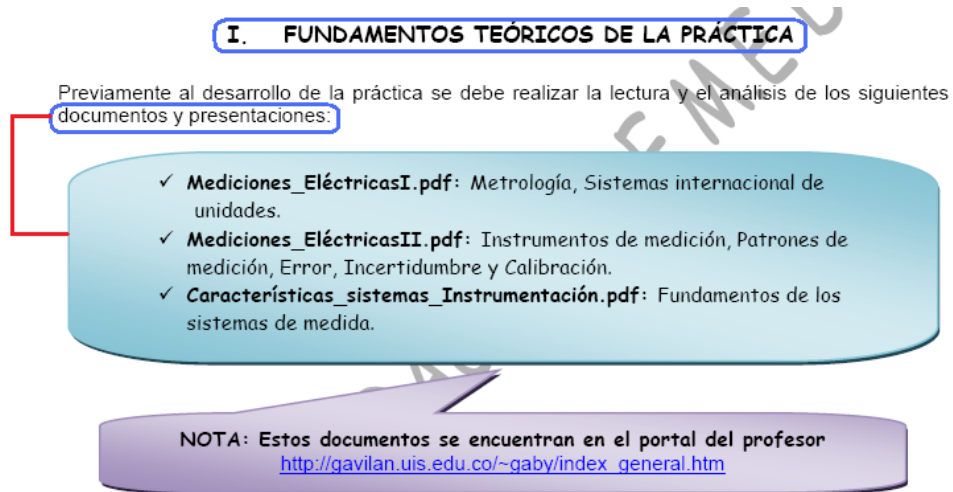 I. FUNDAMENTOS TEÓRICOS DE LA PRÁCTICA
Previamente al desarrollo de la práctica se debe realizar la lectura y el análisis de los siguientes
documentos y presentaciones:
✓ Mediciones_EléctricasI.pdf: Metrología, Sistemas internacional de
unidades.
✓ Mediciones_EléctricasII.pdf: Instrumentos de medición, Patrones de
medición, Error, Incertidumbre y Calibración.
✓ Características_sistemas_Instrumentación.pdf: Fundamentos de los
sistemas de medida.
NOTA: Estos documentos se encuentran en el portal del profesor
http://gavilan.uis.edu.co/~gaby/index_general.htm